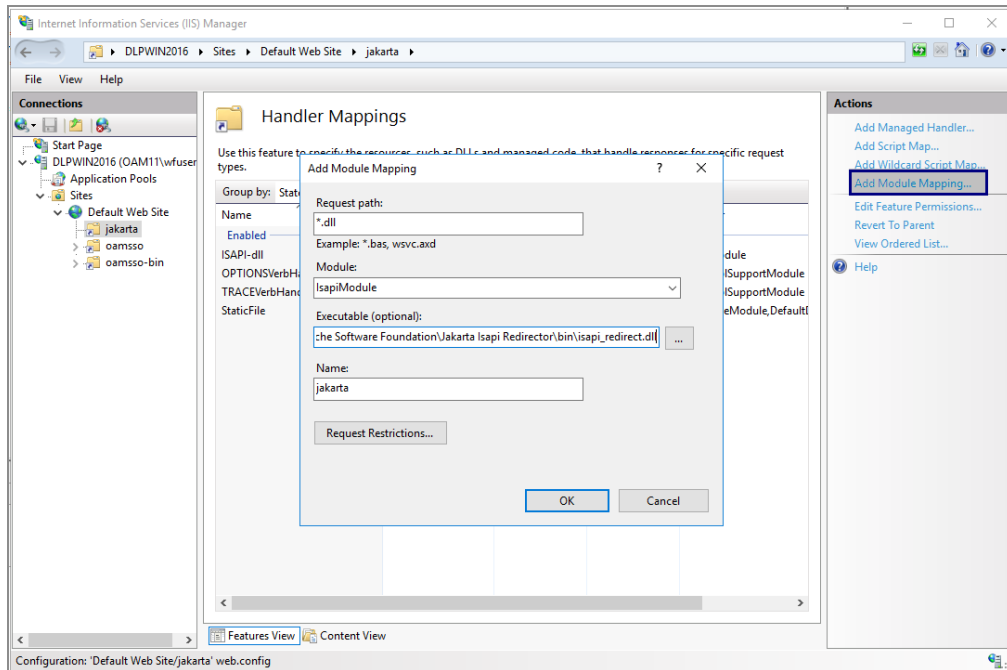 Internet Information Services (IIS) Manager
DLPWIN2016 Sites Default Web Site jakarta
File View Help
Connections
Start Page
DLPWIN2016 (OAM11\wfuser
Application Pools
Sites
Default Web Site
jakarta
oamsso
oamsso-bin
Handler Mappings
Use this feature to specify the resources, such as DLLs and managed code, that handle responses for specific request
types.
Group by: State
Name
Enabled
ISAPI-dll
OPTIONSVerbHa
TRACEVerbHand
StaticFile
dule
lSupportModule
lSupportModule
eModule,Default
Add Module Mapping
?
Request path:
*.dll
Example: *.bas, wsvc.axd
Module:
IsapiModule
Executable (optional):
che Software Foundation\Jakarta Isapi Redirector\bin\isapi_redirect.dll
...
Name:
jakarta
Request Restrictions...
OK
Cancel
Actions
Add Managed Handler...
Add Script Map...
Add Wildcard Script Map...
Add Module Mapping...
Edit Feature Permissions...
Revert To Parent
View Ordered List...
Help
Features View Content View
Configuration: 'Default Web Site/jakarta' web.config